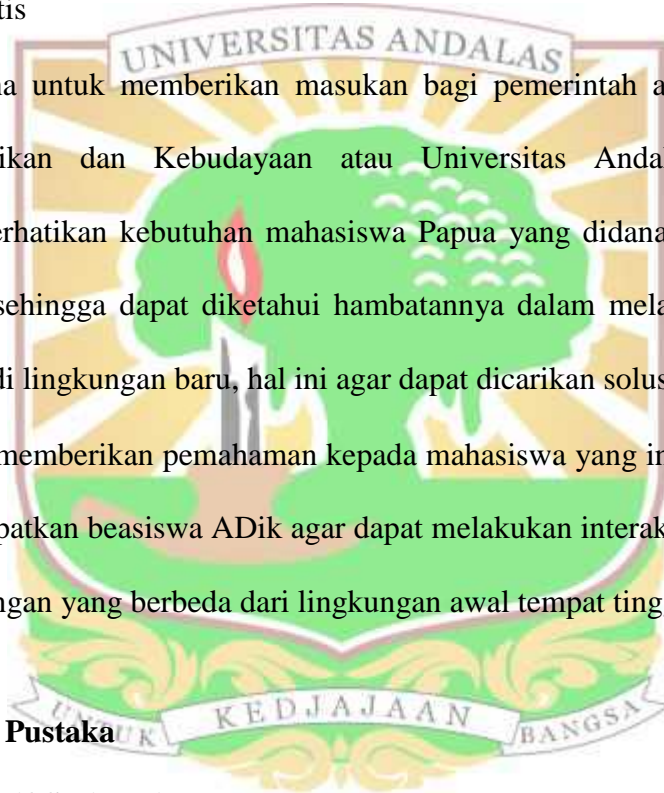 tis
UNIVERSITAS ANDALAS
na untuk memberikan masukan bagi pemerintah a
ikan dan Kebudayaan atau Universitas Andal
erhatikan kebutuhan mahasiswa Papua yang didana
sehingga dapat diketahui hambatannya dalam mela
di lingkungan baru, hal ini agar dapat dicarikan solus
memberikan pemahaman kepada mahasiswa yang in
patkan beasiswa ADik agar dapat melakukan interak
ngan yang berbeda dari lingkungan awal tempat ting
UNTUK KEDJAJAAN BANGSA
Pustaka